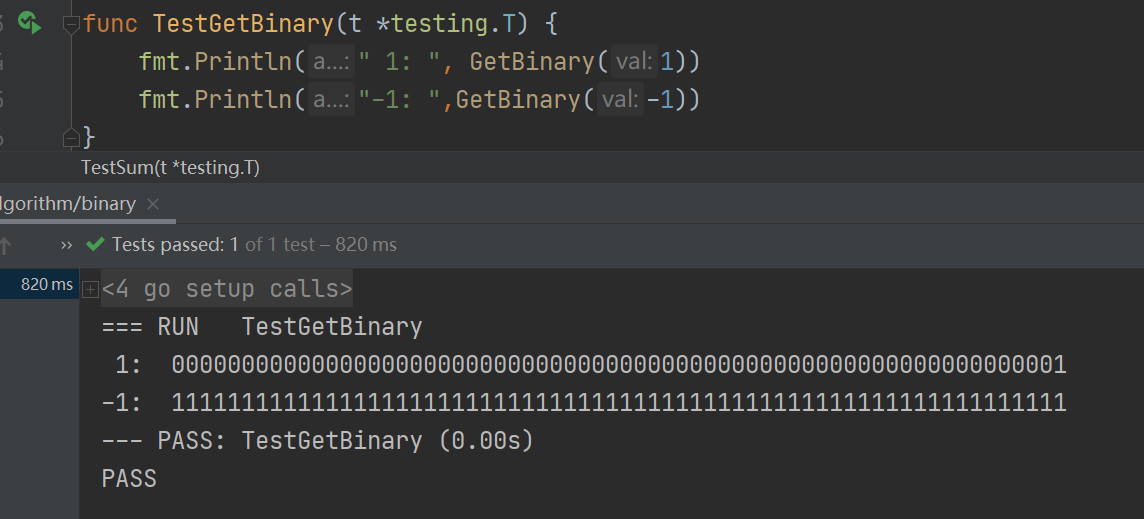 func TestGetBinary(t *testing.T) {
fmt.Println(a...:" 1: ", GetBinary(val:1))
fmt.Println(a...:"-1: ",GetBinary(val:-1))
}
TestSum(t *testing.T)
lgorithm/binary ×
↑ » ✔ Tests passed: 1 of 1 test – 820 ms
820 ms <4 go setup calls>
=== RUN   TestGetBinary
 1:  0000000000000000000000000000000000000000000000000000000000000001
-1:  1111111111111111111111111111111111111111111111111111111111111111
--- PASS: TestGetBinary (0.00s)
PASS